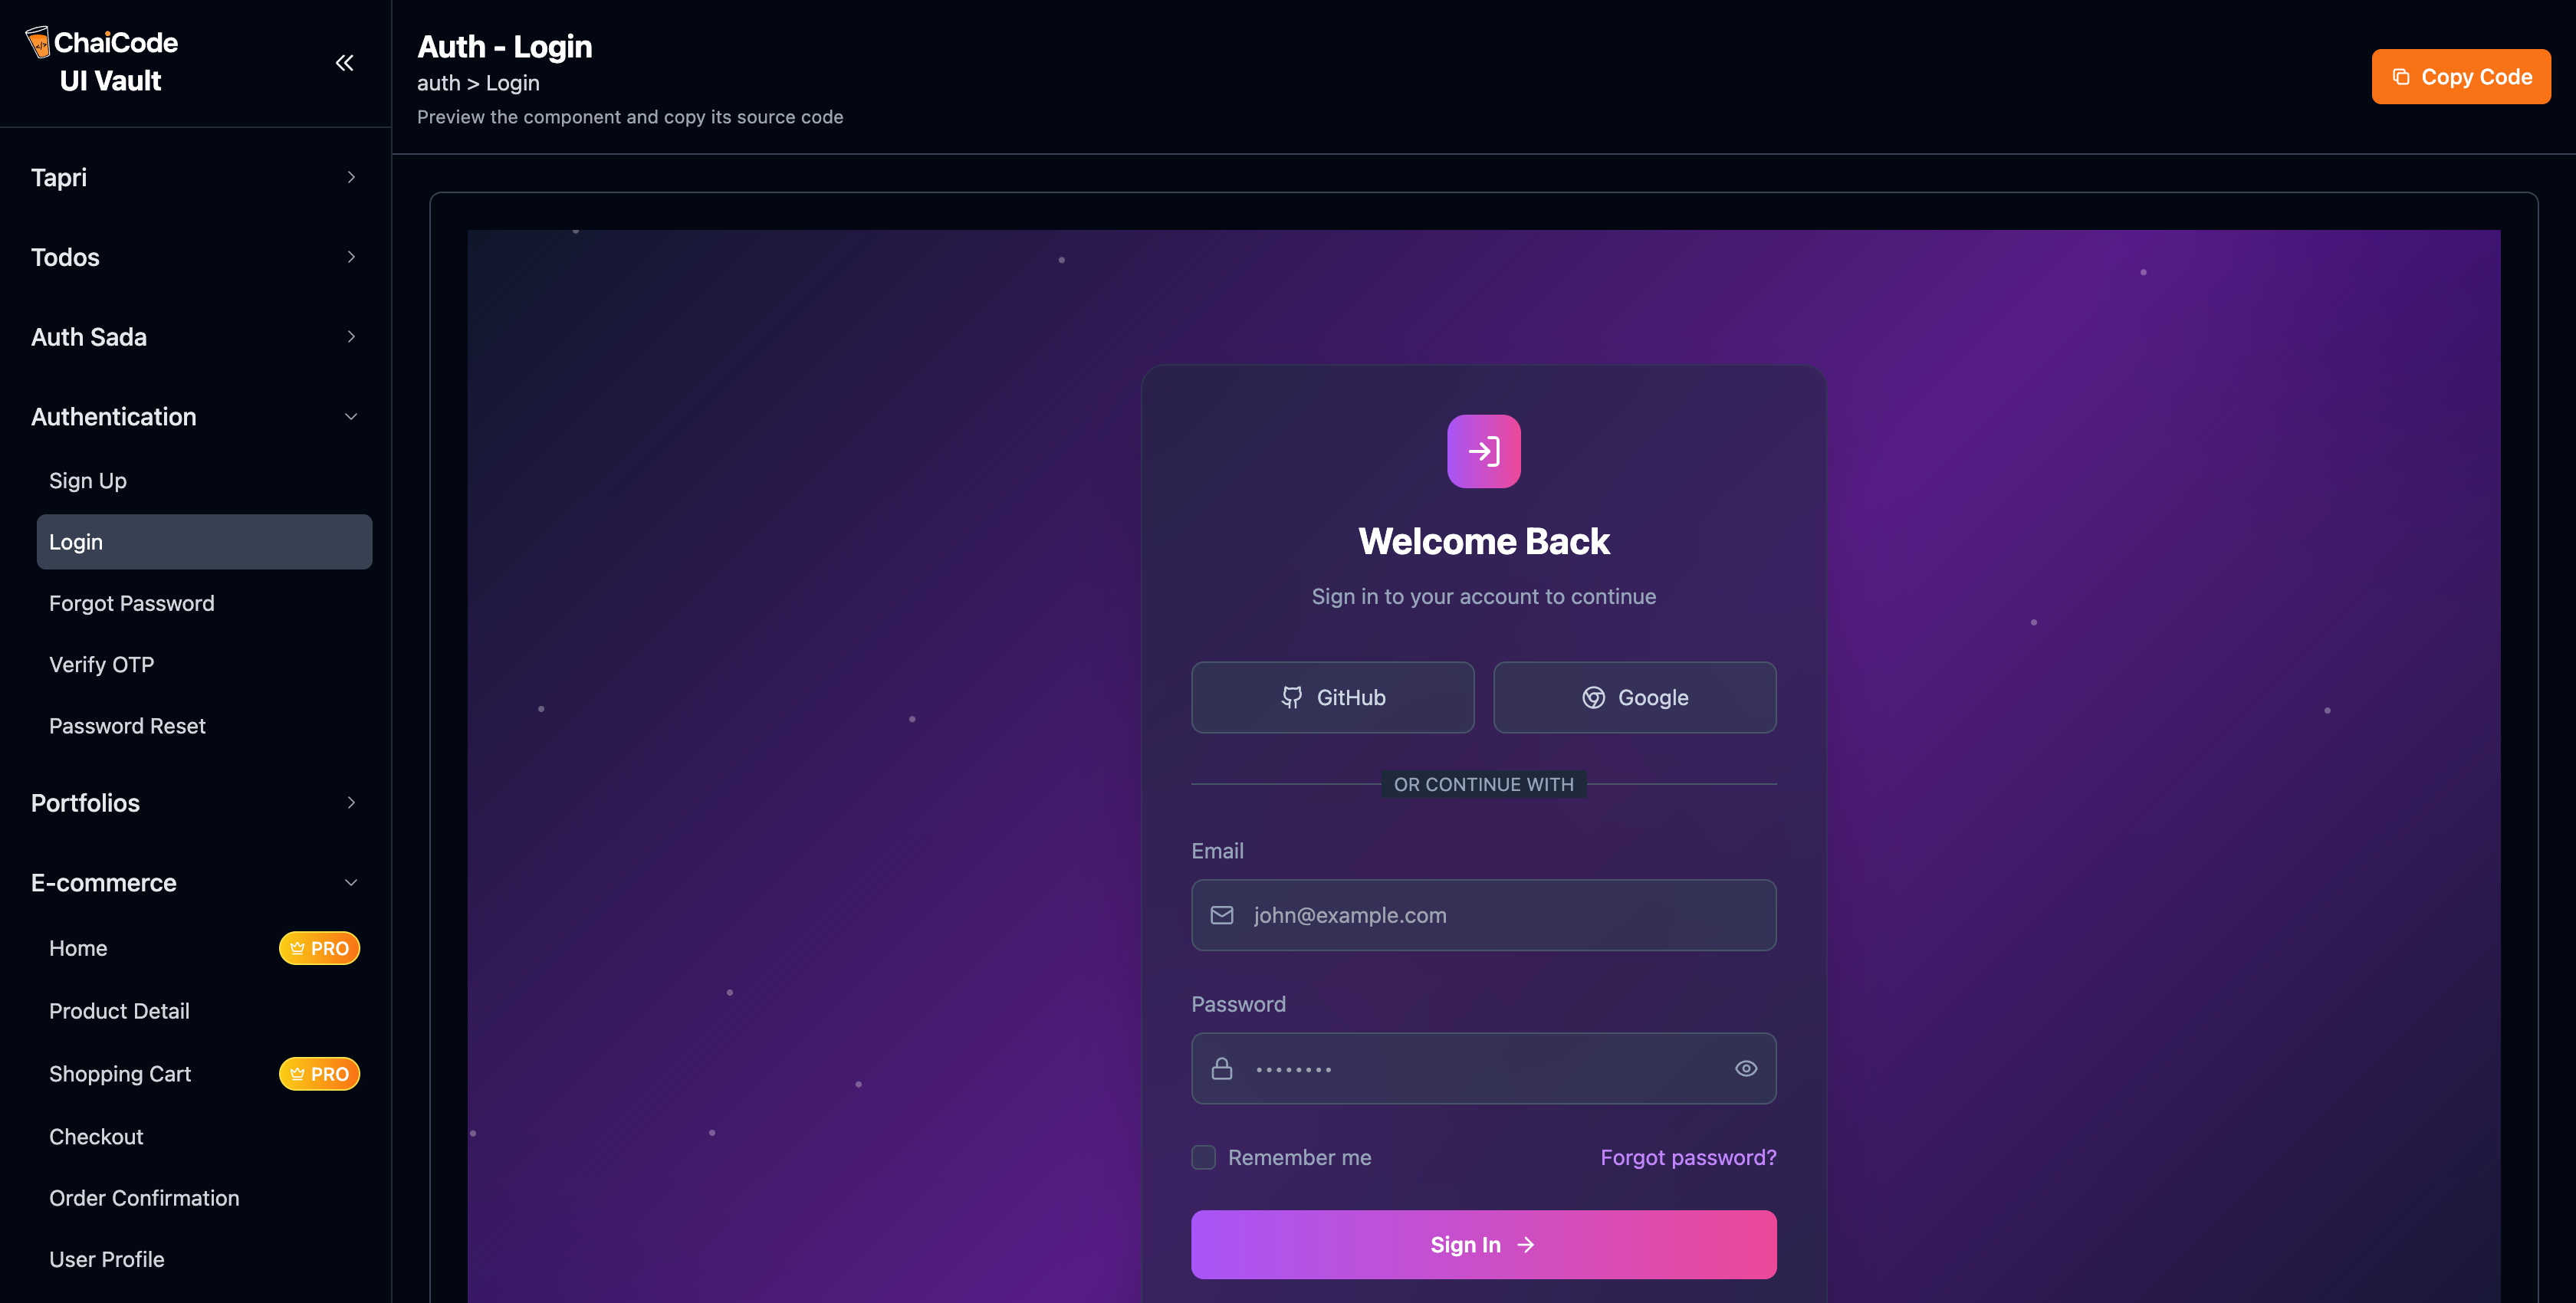 ChaiCode
UI Vault
Tapri
Todos
Auth Sada
Authentication
Sign Up
Login
Forgot Password
Verify OTP
Password Reset
Portfolios
E-commerce
Home
PRO
Product Detail
Shopping Cart
PRO
Checkout
Order Confirmation
User Profile
Auth - Login
auth > Login
Preview the component and copy its source code
Copy Code
Welcome Back
Sign in to your account to continue
GitHub
Google
OR CONTINUE WITH
Email
john@example.com
Password
••••••••
Remember me
Forgot password?
Sign In